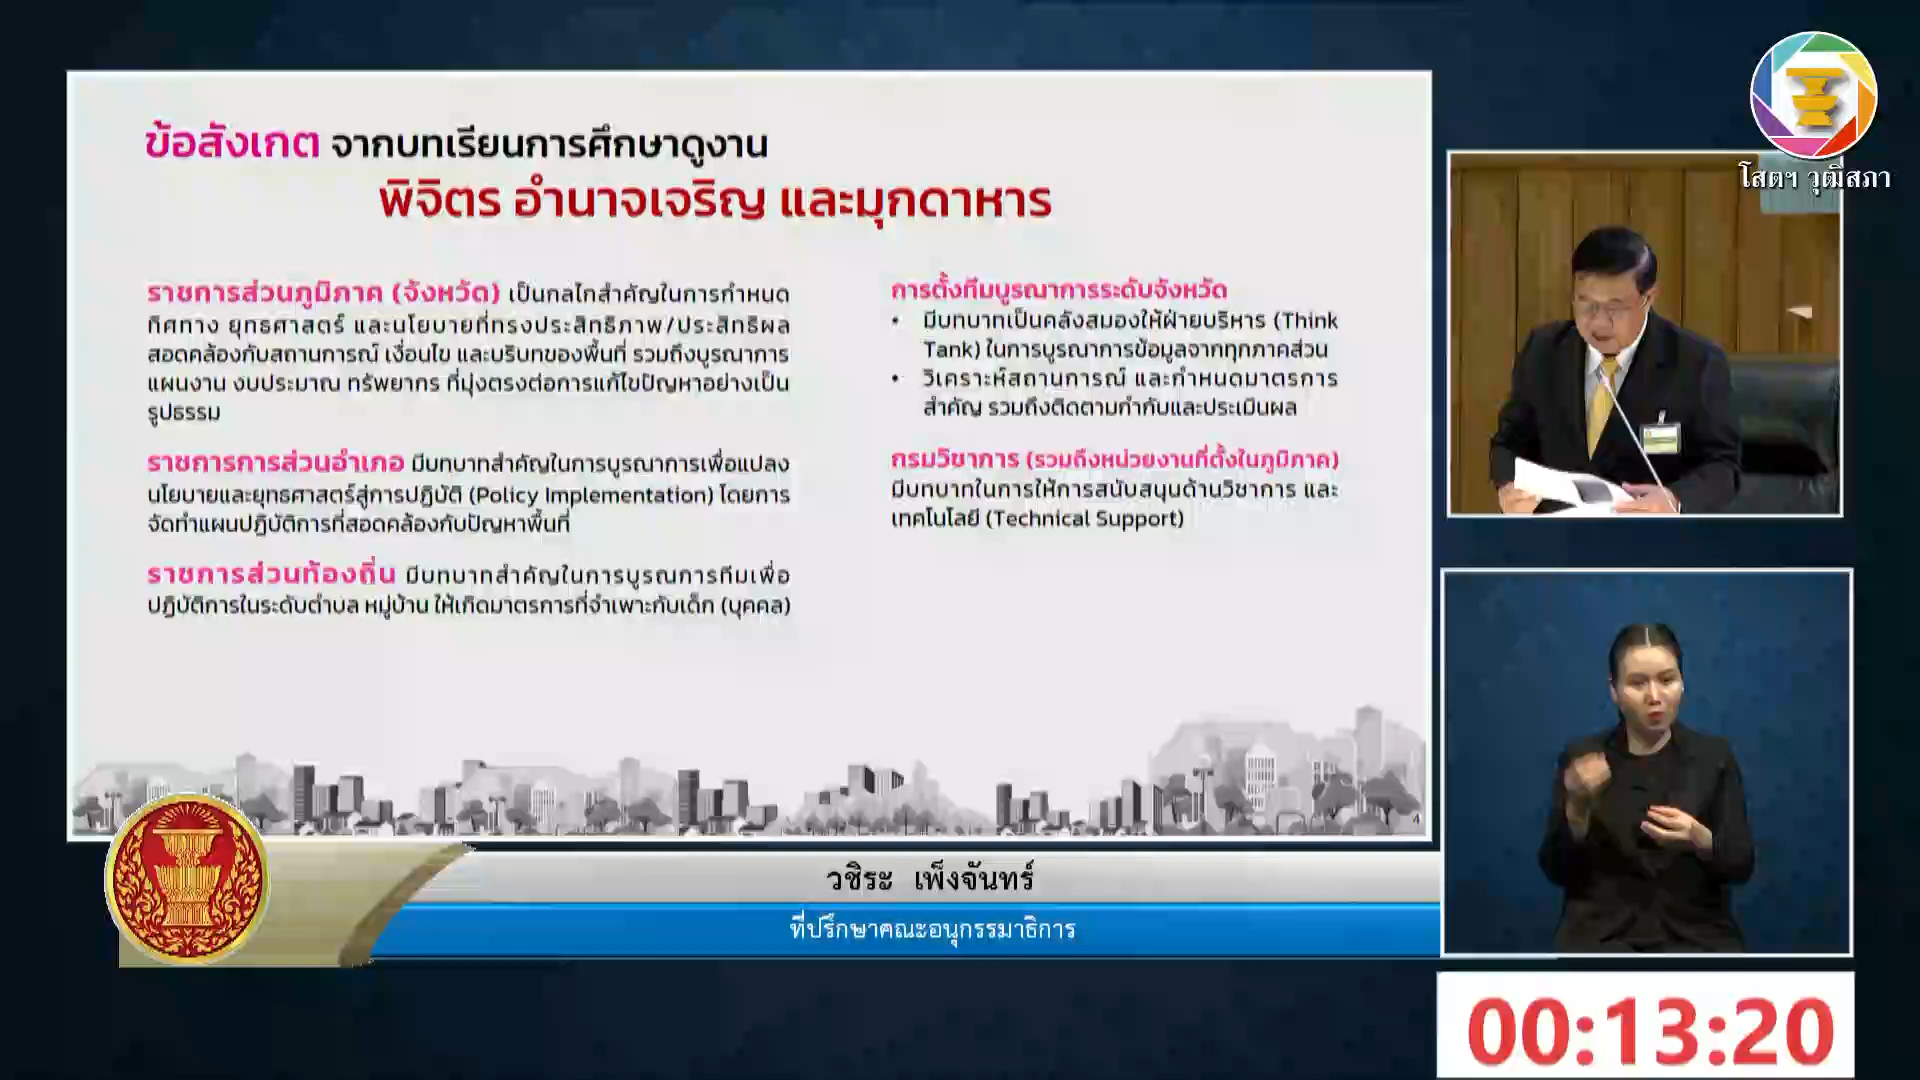 ข้อสังเกต จากบทเรียนการศึกษาดูงาน
พิจิตร อำนาจเจริญ และมุกดาหาร
ราชการส่วนภูมิภาค (จังหวัด) เป็นกลไกสำคัญในการกำหนด
ทิศทาง ยุทธศาสตร์ และนโยบายที่ทรงประสิทธิภาพ/ประสิทธิผล
สอดคล้องกับสถานการณ์ เงื่อนไข และบริบทของพื้นที่ รวมถึงบูรณาการ
แผนงาน งบประมาณ ทรัพยากร ที่มุ่งตรงต่อการแก้ไขปัญหาอย่างเป็น
รูปธรรม
ราชการการส่วนอำเภอ มีบทบาทสำคัญในการบูรณาการเพื่อแปลง
นโยบายและยุทธศาสตร์สู่การปฏิบัติ (Policy Implementation) โดยการ
จัดทำแผนปฏิบัติการที่สอดคล้องกับปัญหาพื้นที่
ราชการส่วนท้องถิ่น มีบทบาทสำคัญในการบูรณการทีมเพื่อ
ปฏิบัติการในระดับตำบล หมู่บ้าน ให้เกิดมาตรการที่จำเพาะกับเด็ก (บุคคล)
การตั้งทีมบูรณาการระดับจังหวัด
• มีบทบาทเป็นคลังสมองให้ฝ่ายบริหาร (Think
Tank) ในการบูรณาการข้อมูลจากทุกภาคส่วน
• วิเคราะห์สถานการณ์ และกำหนดมาตรการ
สำคัญ รวมถึงติดตามกำกับและประเมินผล
กรมวิชาการ (รวมถึงหน่วยงานที่ตั้งในภูมิภาค)
มีบทบาทในการให้การสนับสนุนด้านวิชาการ และ
เทคโนโลยี (Technical Support)
4
โสตฯ วุฒิสภา
วชิระ เพ็งจันทร์
ที่ปรึกษาคณะอนุกรรมาธิการ
00:13:20